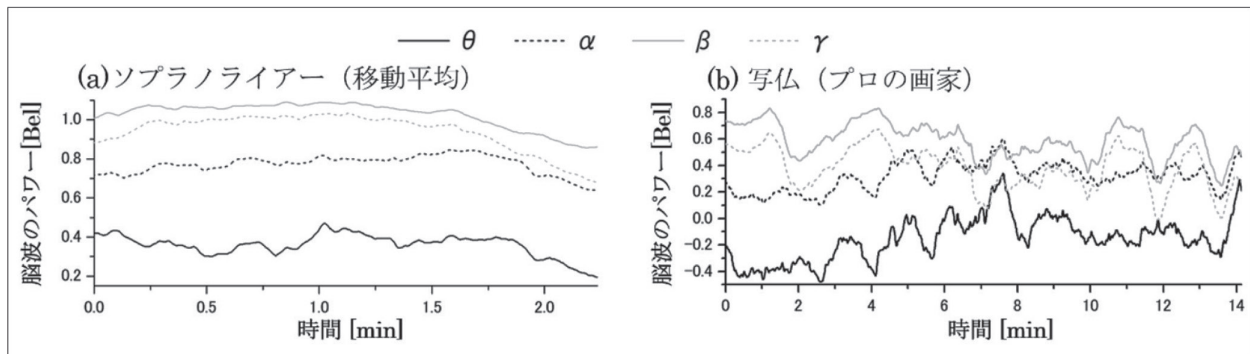 θ α β γ
(a) ソプラノライアー（移動平均）
脳波のパワー[Bel]
1.0
0.8
0.6
0.4
0.2
0.0 0.5 1.0 1.5 2.0
時間 [min]
(b) 写仏（プロの画家）
脳波のパワー[Bel]
0.8
0.6
0.4
0.2
0.0
−0.2
−0.4
0 2 4 6 8 10 12 14
時間 [min]